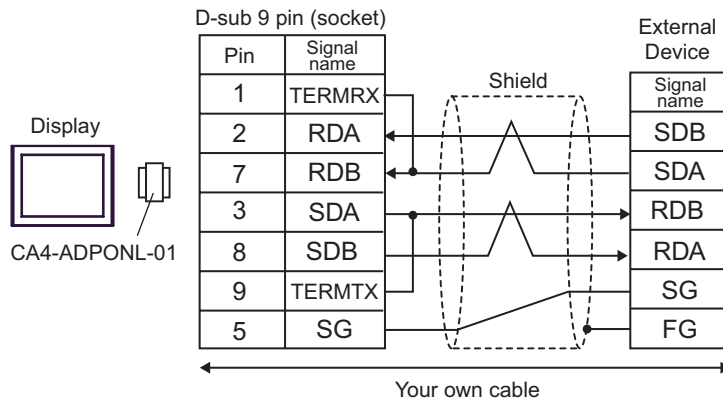 D-sub 9 pin (socket)
External
Device
Pin Signal name
Shield
Signal name
1 TERMRX
Display
2 RDA SDB
7 RDB SDA
3 SDA RDB
CA4-ADPONL-01
8 SDB RDA
9 TERMTX SG
5 SG FG
Your own cable